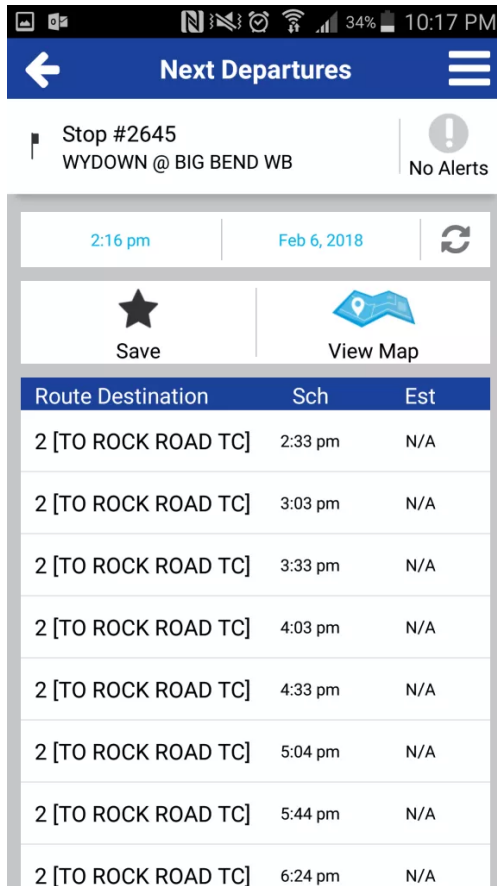 34% 10:17 PM
Next Departures
Stop #2645
WYDOWN @ BIG BEND WB
No Alerts
2:16 pm Feb 6, 2018
Save View Map
Route Destination Sch Est
2 [TO ROCK ROAD TC] 2:33 pm N/A
2 [TO ROCK ROAD TC] 3:03 pm N/A
2 [TO ROCK ROAD TC] 3:33 pm N/A
2 [TO ROCK ROAD TC] 4:03 pm N/A
2 [TO ROCK ROAD TC] 4:33 pm N/A
2 [TO ROCK ROAD TC] 5:04 pm N/A
2 [TO ROCK ROAD TC] 5:44 pm N/A
2 [TO ROCK ROAD TC] 6:24 pm N/A